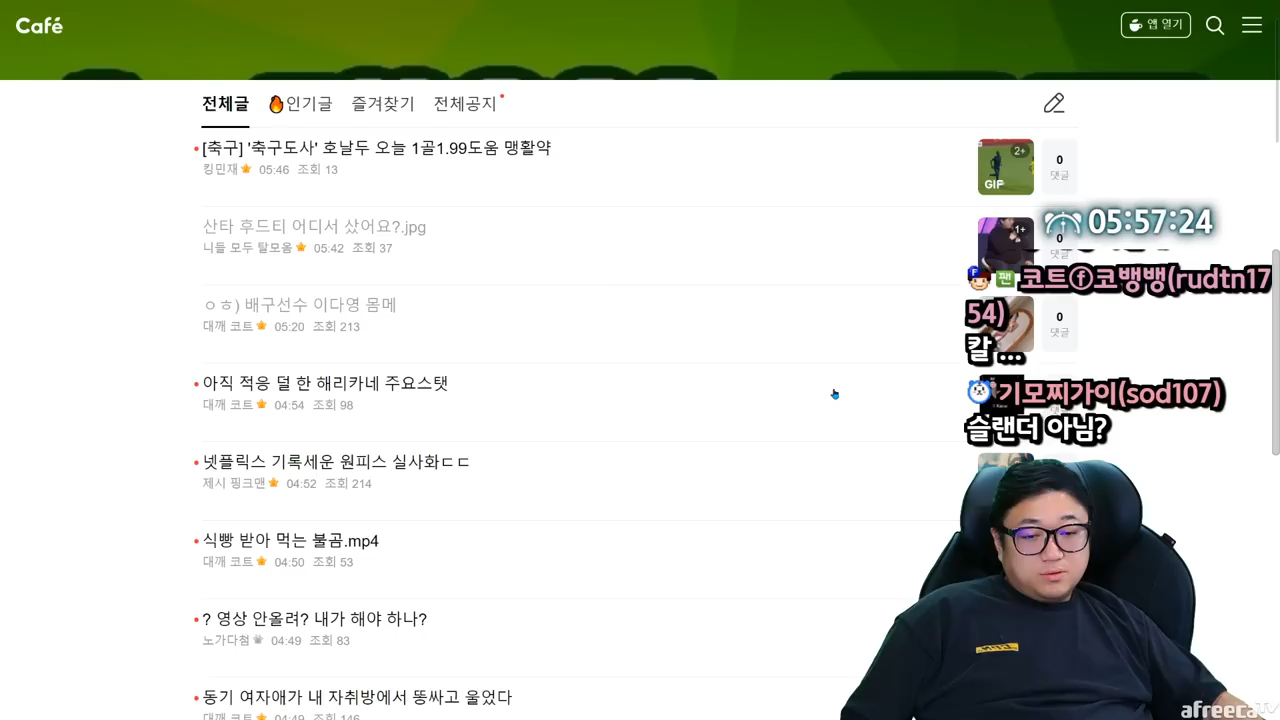 Café
앱 열기
전체글
🔥인기글
즐겨찾기
전체공지
[축구] '축구도사' 호날두 오늘 1골1.99도움 맹활약
킹민재 05:46 조회 13
2+
GIF
0
댓글
산타 후드티 어디서 샀어요?.jpg
니들 모두 탈모옴 05:42 조회 37
1+
0
댓글
05:57:24
ㅇㅎ) 배구선수 이다영 몸메
대깨 코트 05:20 조회 213
0
댓글
코트ⓕ코뱅뱅(rudtn17
54)
칼 ...
기모찌가이(sod107)
슬랜더 아님?
아직 적응 덜 한 해리카네 주요스탯
대깨 코트 04:54 조회 98
넷플릭스 기록세운 원피스 실사화ㄷㄷ
제시 핑크맨 04:52 조회 214
식빵 받아 먹는 불곰.mp4
대깨 코트 04:50 조회 53
? 영상 안올려? 내가 해야 하나?
노가다첨 04:49 조회 83
동기 여자애가 내 자취방에서 똥싸고 울었다
대깨 코트 04:49 조회 146
afreecaTV